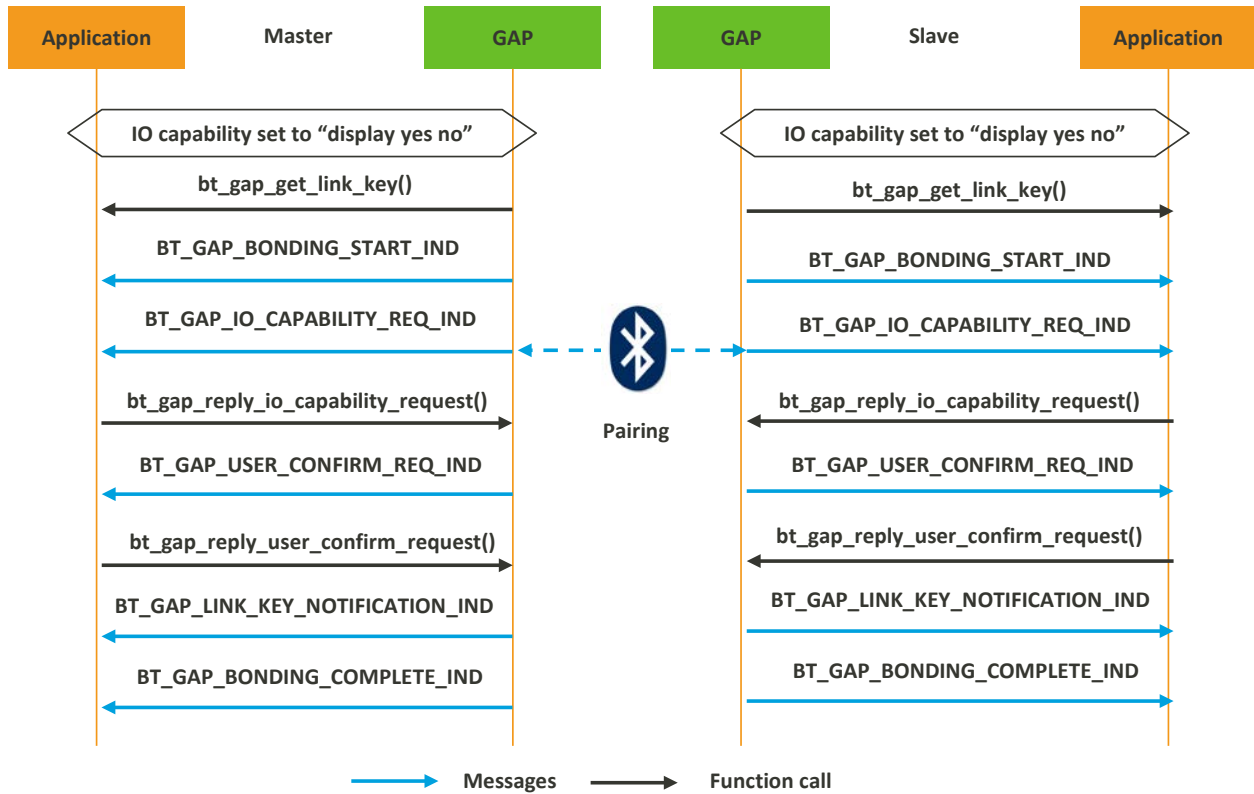 Application Master GAP GAP Slave Application
IO capability set to “display yes no” IO capability set to “display yes no”
bt_gap_get_link_key() bt_gap_get_link_key()
BT_GAP_BONDING_START_IND BT_GAP_BONDING_START_IND
BT_GAP_IO_CAPABILITY_REQ_IND BT_GAP_IO_CAPABILITY_REQ_IND
bt_gap_reply_io_capability_request() bt_gap_reply_io_capability_request()
Pairing
BT_GAP_USER_CONFIRM_REQ_IND BT_GAP_USER_CONFIRM_REQ_IND
bt_gap_reply_user_confirm_request() bt_gap_reply_user_confirm_request()
BT_GAP_LINK_KEY_NOTIFICATION_IND BT_GAP_LINK_KEY_NOTIFICATION_IND
BT_GAP_BONDING_COMPLETE_IND BT_GAP_BONDING_COMPLETE_IND
Messages Function call